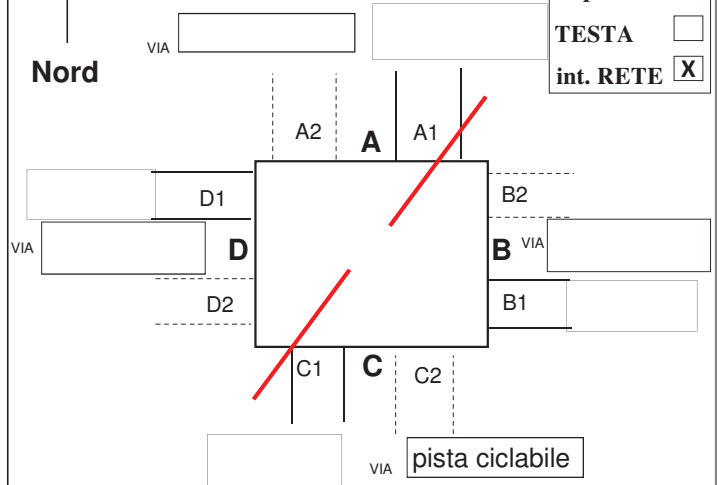 TESTA
VIA
Nord
int. RETE X
A2
A
A1
D1
B2
VIA
D
B
VIA
D2
B1
C1
C
C2
VIA
pista ciclabile